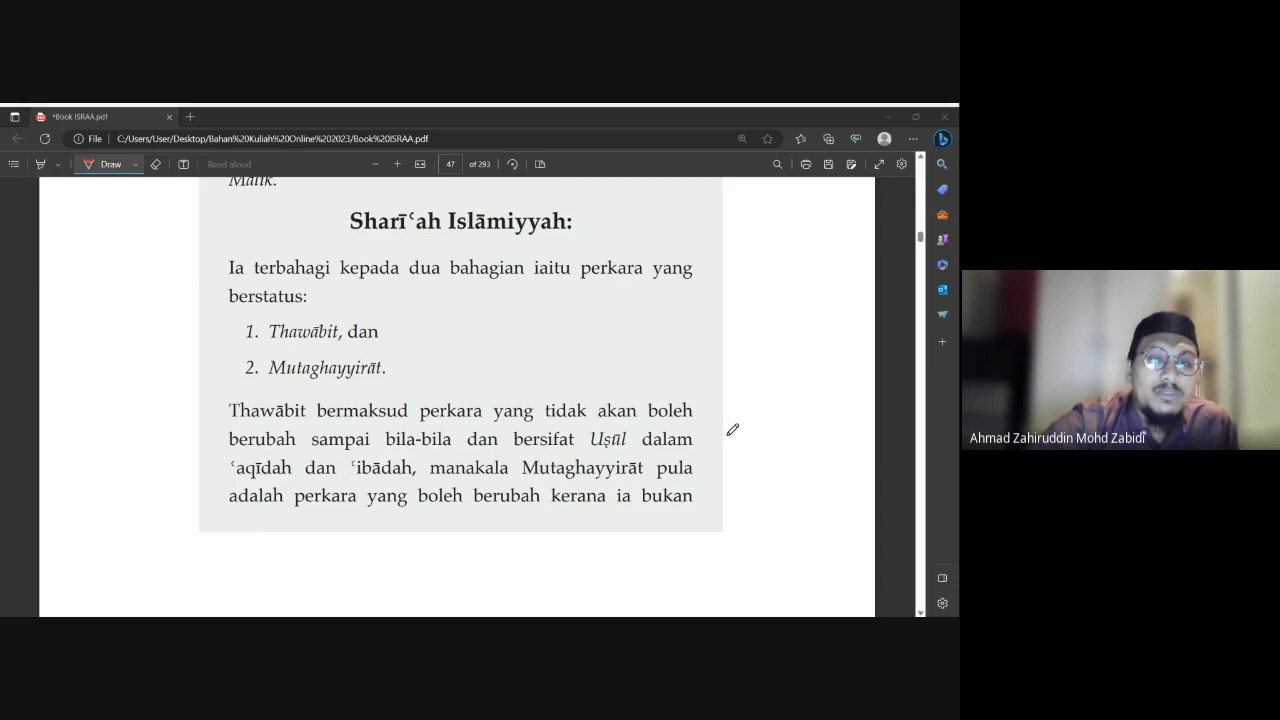 *Book ISRAA.pdf
File
C:/Users/User/Desktop/Bahan%20Kuliah%20Online%202023/Book%20ISRAA.pdf
Draw
Read aloud
47 of 293
Malik.
Sharīʿah Islāmiyyah:
Ia terbahagi kepada dua bahagian iaitu perkara yang
berstatus:
1. Thawābit, dan
2. Mutaghayyirāt.
Thawābit bermaksud perkara yang tidak akan boleh
berubah sampai bila-bila dan bersifat Uṣūl dalam
ʿaqīdah dan ʿibādah, manakala Mutaghayyirāt pula
adalah perkara yang boleh berubah kerana ia bukan
Ahmad Zahiruddin Mohd Zabidi